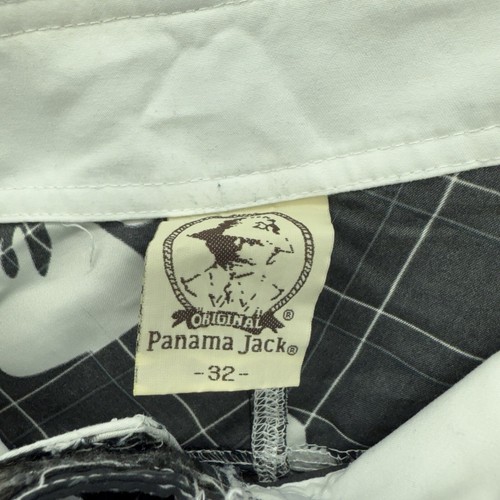 ORIGINAL ®
Panama Jack®
-32-